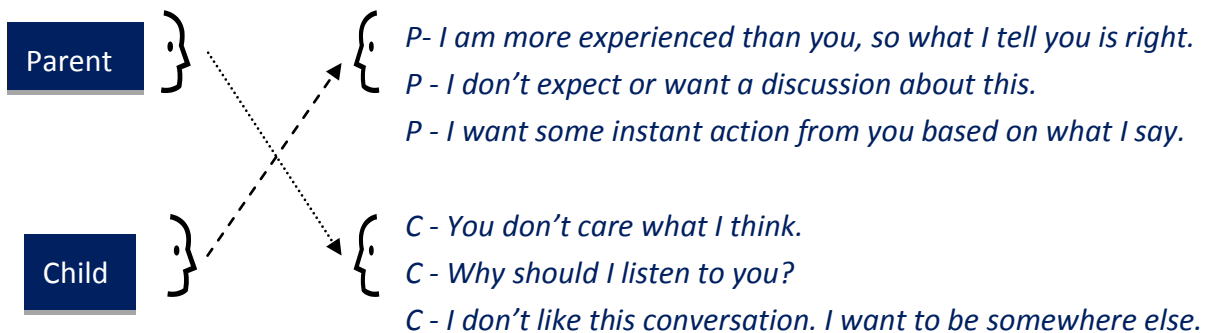 Parent
P- I am more experienced than you, so what I tell you is right.
P - I don’t expect or want a discussion about this.
P - I want some instant action from you based on what I say.
Child
C - You don’t care what I think.
C - Why should I listen to you?
C - I don’t like this conversation. I want to be somewhere else.